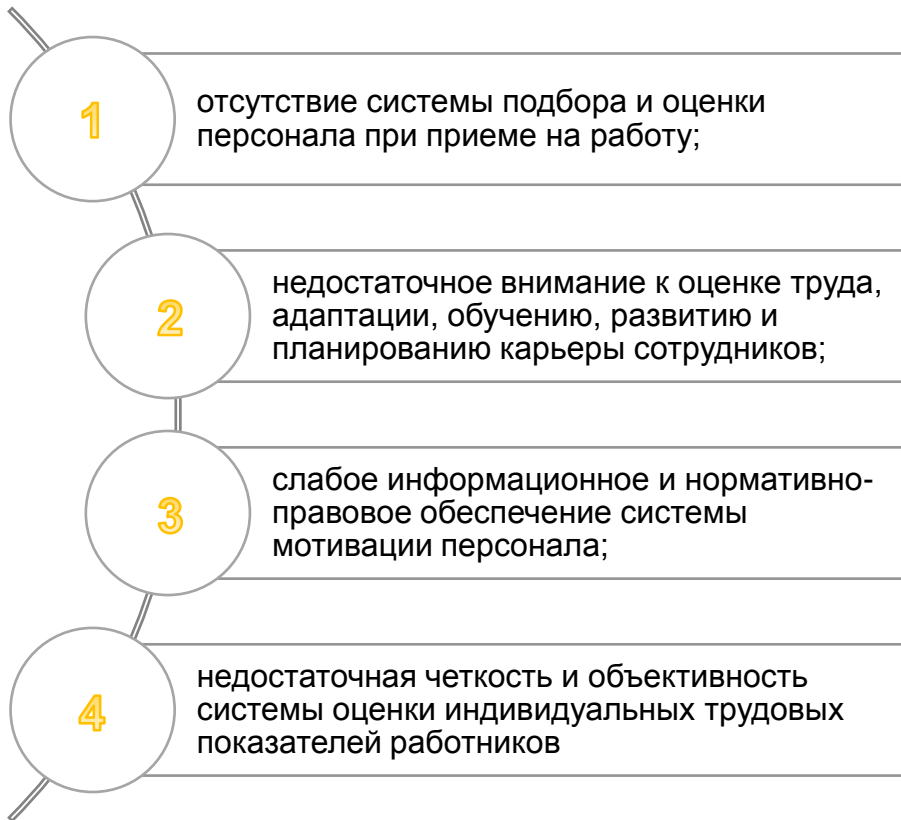 1
отсутствие системы подбора и оценки
персонала при приеме на работу;
2
недостаточное внимание к оценке труда,
адаптации, обучению, развитию и
планированию карьеры сотрудников;
3
слабое информационное и нормативно-
правовое обеспечение системы
мотивации персонала;
4
недостаточная четкость и объективность
системы оценки индивидуальных трудовых
показателей работников